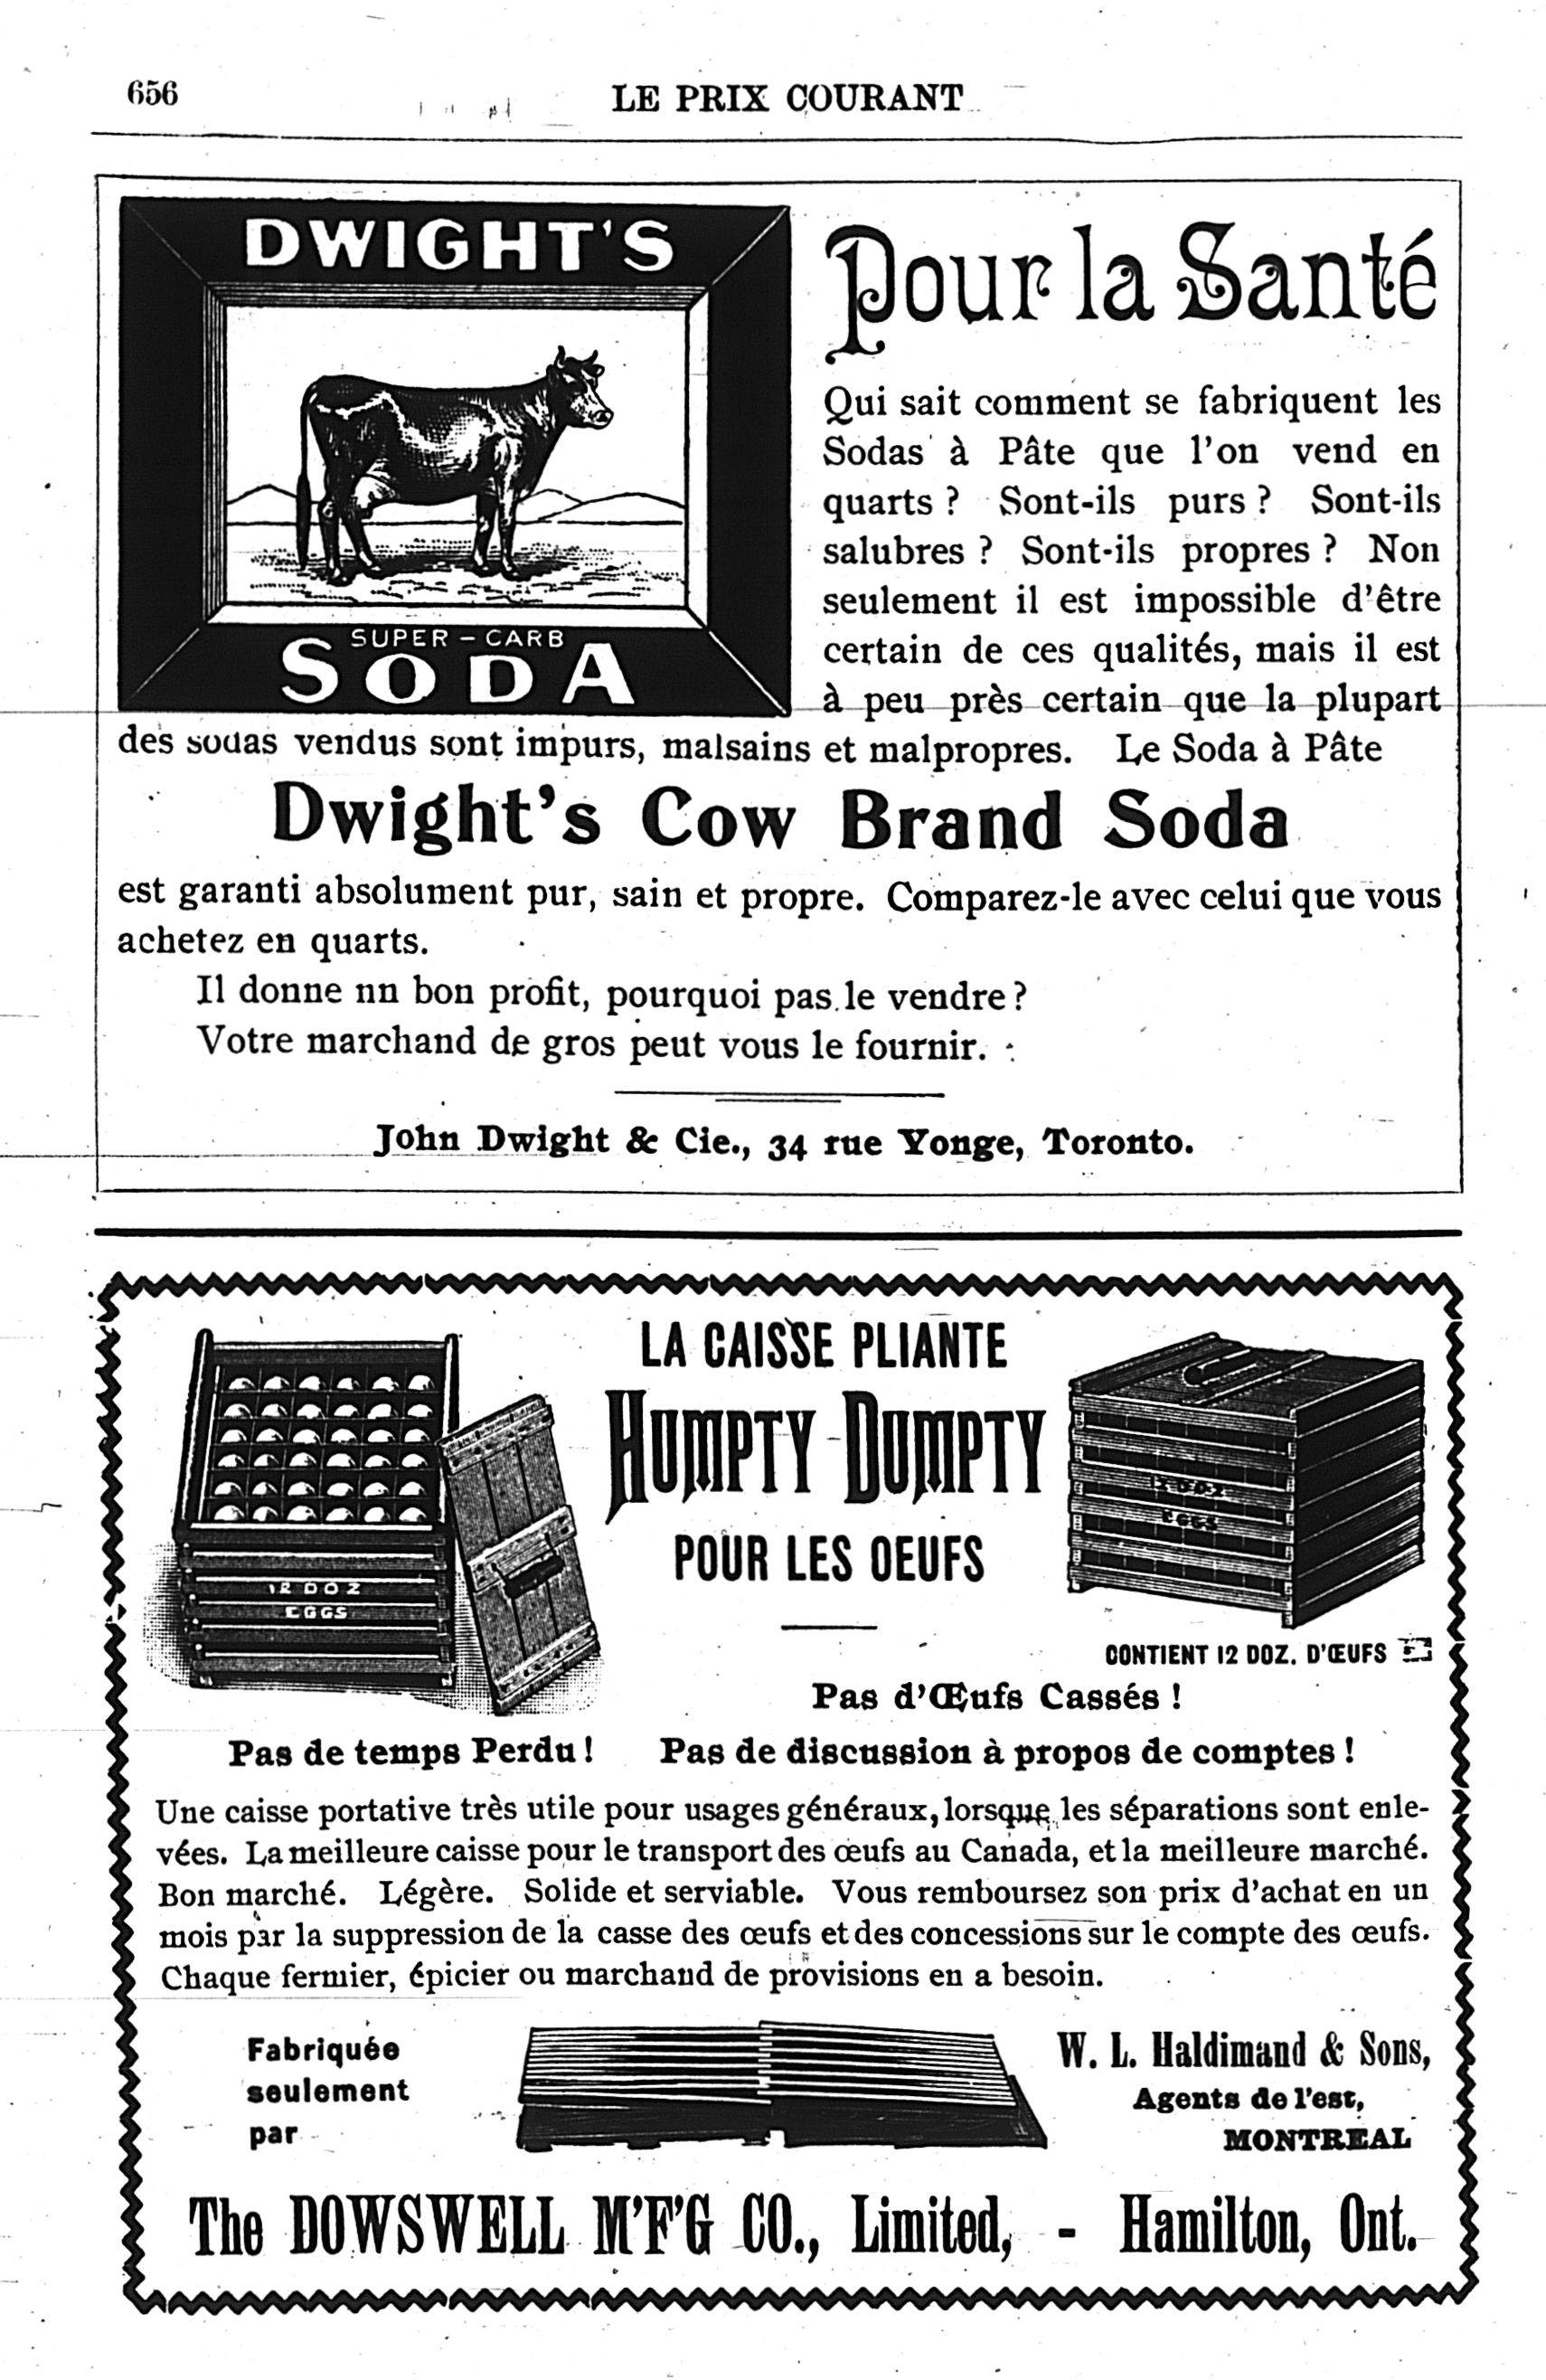 656
LE PRIX COURANT
DWIGHT'S
SUPER-CARB
SODA
Pour la Santé
Qui sait comment se fabriquent les
Sodas à Pâte que l'on vend en
quarts ? Sont-ils purs ? Sont-ils
salubres ? Sont-ils propres ? Non
seulement il est impossible d'être
certain de ces qualités, mais il est
à peu près certain que la plupart
des sodas vendus sont impurs, malsains et malpropres. Le Soda à Pâte
Dwight's Cow Brand Soda
est garanti absolument pur, sain et propre. Comparez-le avec celui que vous
achetez en quarts.
Il donne nn bon profit, pourquoi pas le vendre ?
Votre marchand de gros peut vous le fournir.
John Dwight & Cie., 34 rue Yonge, Toronto.
LA CAISSE PLIANTE
HUMPTY-DUMPTY
POUR LES OEUFS
12 DOZ
EGGS
12 DOZ
EGGS
CONTIENT 12 DOZ. D'ŒUFS
Pas d'Œufs Cassés !
Pas de temps Perdu ! Pas de discussion à propos de comptes !
Une caisse portative très utile pour usages généraux, lorsque les séparations sont enle-
vées. La meilleure caisse pour le transport des œufs au Canada, et la meilleure marché.
Bon marché. Légère. Solide et serviable. Vous remboursez son prix d'achat en un
mois par la suppression de la casse des œufs et des concessions sur le compte des œufs.
Chaque fermier, épicier ou marchand de provisions en a besoin.
Fabriquée
seulement
par
W. L. Haldimand & Sons,
Agents de l'est,
MONTREAL
The DOWSWELL M'F'G CO., Limited, - Hamilton, Ont.